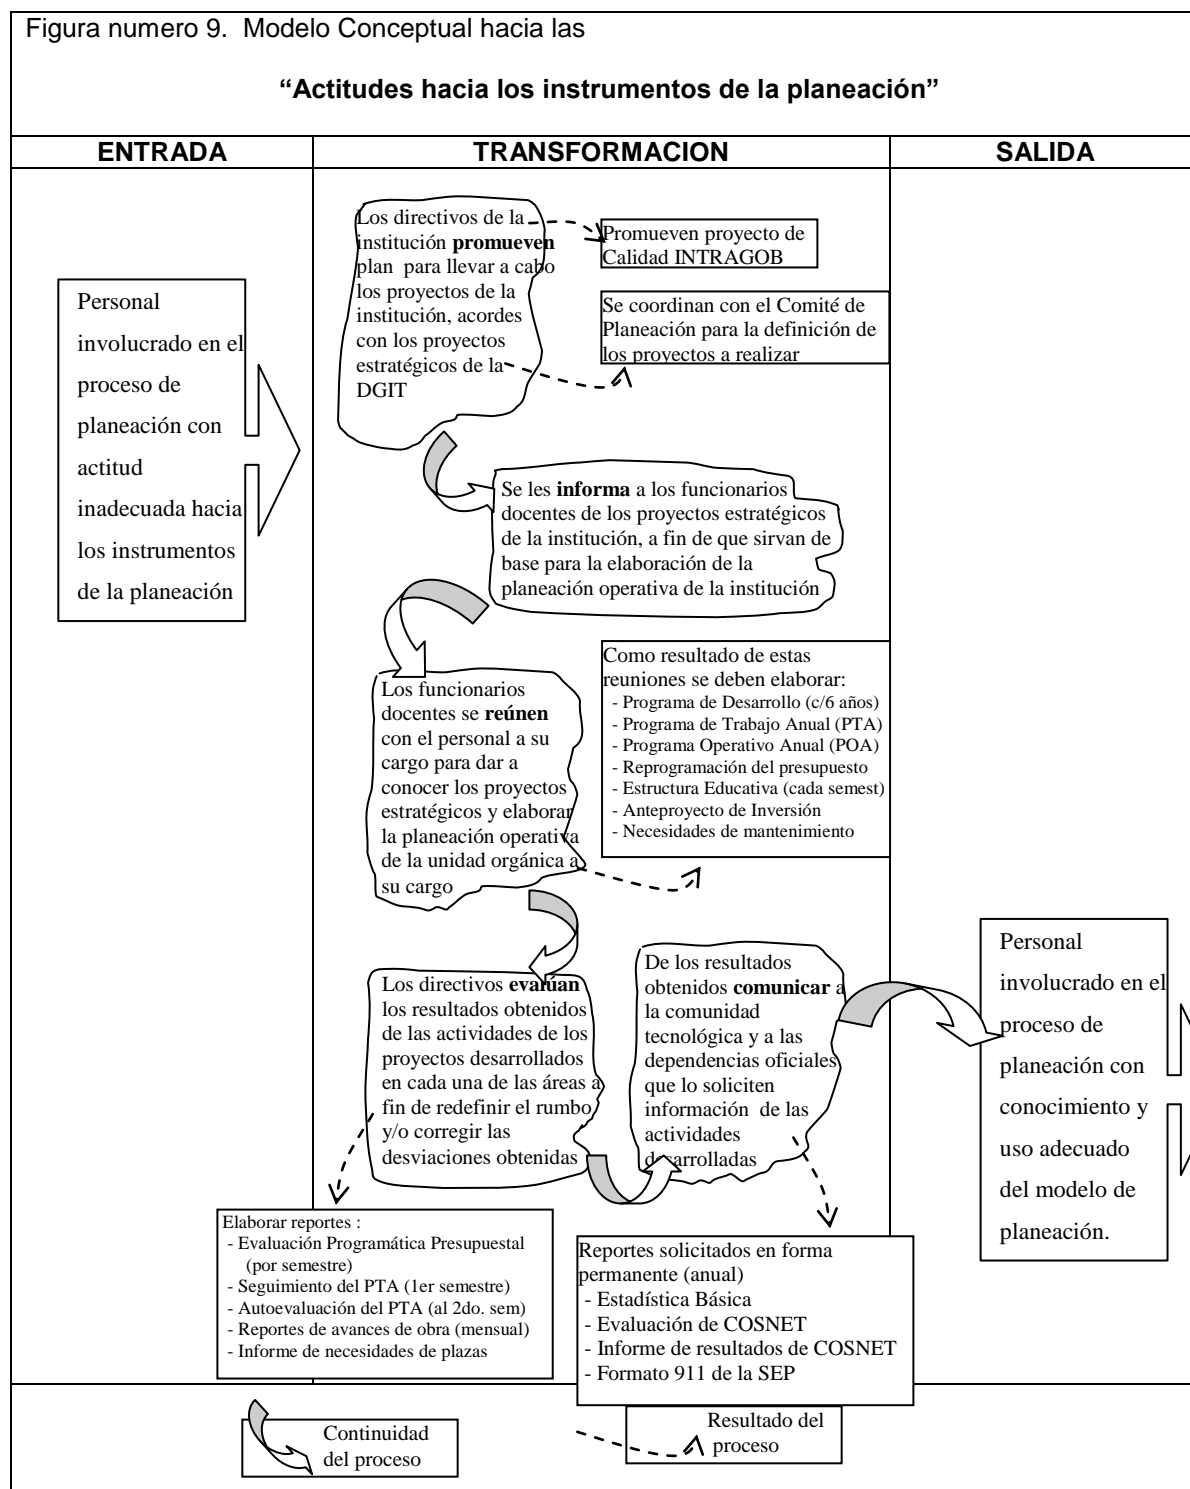 Figura numero 9.  Modelo Conceptual hacia las
“Actitudes hacia los instrumentos de la planeación”
ENTRADA
TRANSFORMACION
SALIDA
Personal
involucrado en el
proceso de
planeación con
actitud
inadecuada hacia
los instrumentos
de la planeación
Los directivos de la
institución promueven
plan  para llevar a cabo
los proyectos de la
institución, acordes
con los proyectos
estratégicos de la
DGIT
Promueven proyecto de
Calidad INTRAGOB
Se coordinan con el Comité de
Planeación para la definición de
los proyectos a realizar
Se les informa a los funcionarios
docentes de los proyectos estratégicos
de la institución, a fin de que sirvan de
base para la elaboración de la
planeación operativa de la institución
Los funcionarios
docentes se reúnen
con el personal a su
cargo para dar a
conocer los proyectos
estratégicos y elaborar
la planeación operativa
de la unidad orgánica a
su cargo
Como resultado de estas
reuniones se deben elaborar:
- Programa de Desarrollo (c/6 años)
- Programa de Trabajo Anual (PTA)
- Programa Operativo Anual (POA)
- Reprogramación del presupuesto
- Estructura Educativa (cada semest)
- Anteproyecto de Inversión
- Necesidades de mantenimiento
Los directivos evalúan
los resultados obtenidos
de las actividades de los
proyectos desarrollados
en cada una de las áreas a
fin de redefinir el rumbo
y/o corregir las
desviaciones obtenidas
De los resultados
obtenidos comunicar a
la comunidad
tecnológica y a las
dependencias oficiales
que lo soliciten
información  de las
actividades
desarrolladas
Personal
involucrado en el
proceso de
planeación con
conocimiento y
uso adecuado
del modelo de
planeación.
Elaborar reportes :
- Evaluación Programática Presupuestal
(por semestre)
- Seguimiento del PTA (1er semestre)
- Autoevaluación del PTA (al 2do. sem)
- Reportes de avances de obra (mensual)
- Informe de necesidades de plazas
Reportes solicitados en forma
permanente (anual)
- Estadística Básica
- Evaluación de COSNET
- Informe de resultados de COSNET
- Formato 911 de la SEP
Continuidad
del proceso
Resultado del
proceso